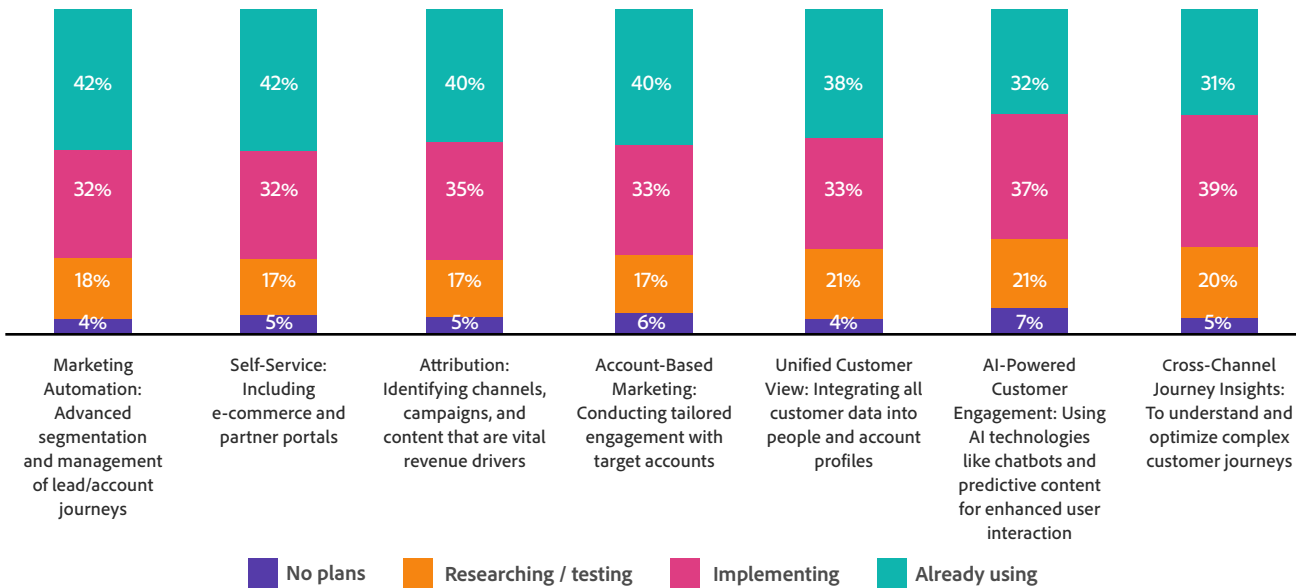 42% 42% 40% 40% 38% 32% 31%
32% 32% 35% 33% 33% 37% 39%
18% 17% 17% 17% 21% 21% 20%
4% 5% 5% 6% 4% 7% 5%
Marketing
Automation:
Advanced
segmentation
and management
of lead/account
journeys
Self-Service:
Including
e-commerce and
partner portals
Attribution:
Identifying channels,
campaigns, and
content that are vital
revenue drivers
Account-Based
Marketing:
Conducting tailored
engagement with
target accounts
Unified Customer
View: Integrating all
customer data into
people and account
profiles
AI-Powered
Customer
Engagement: Using
AI technologies
like chatbots and
predictive content
for enhanced user
interaction
Cross-Channel
Journey Insights:
To understand and
optimize complex
customer journeys
No plans Researching / testing Implementing Already using